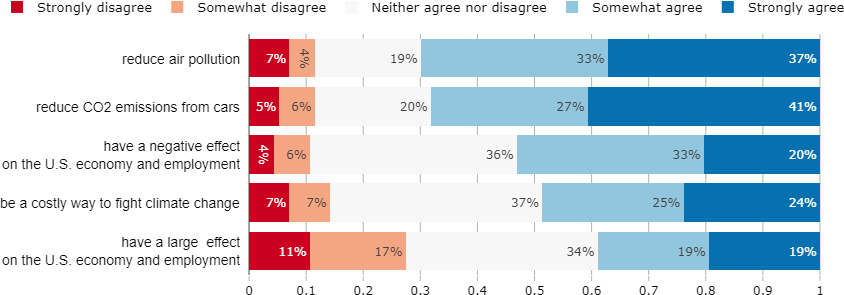 Strongly disagree Somewhat disagree Neither agree nor disagree Somewhat agree Strongly agree
reduce air pollution 7% 4% 19% 33% 37%
reduce CO2 emissions from cars 5% 6% 20% 27% 41%
have a negative effect
on the U.S. economy and employment 4% 6% 36% 33% 20%
be a costly way to fight climate change 7% 7% 37% 25% 24%
have a large effect
on the U.S. economy and employment 11% 17% 34% 19% 19%
0 0.1 0.2 0.3 0.4 0.5 0.6 0.7 0.8 0.9 1